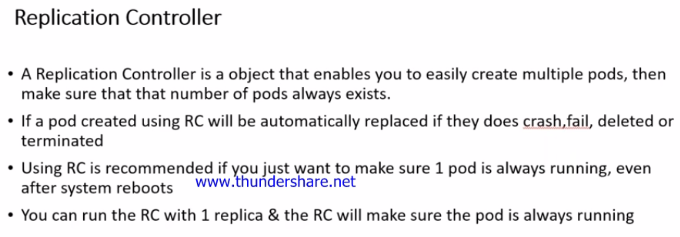 Replication Controller
• A Replication Controller is a object that enables you to easily create multiple pods, then
make sure that that number of pods always exists.
• If a pod created using RC will be automatically replaced if they does crash,fail, deleted or
terminated
• Using RC is recommended if you just want to make sure 1 pod is always running, even
after system reboots
www.thundershare.net
• You can run the RC with 1 replica & the RC will make sure the pod is always running